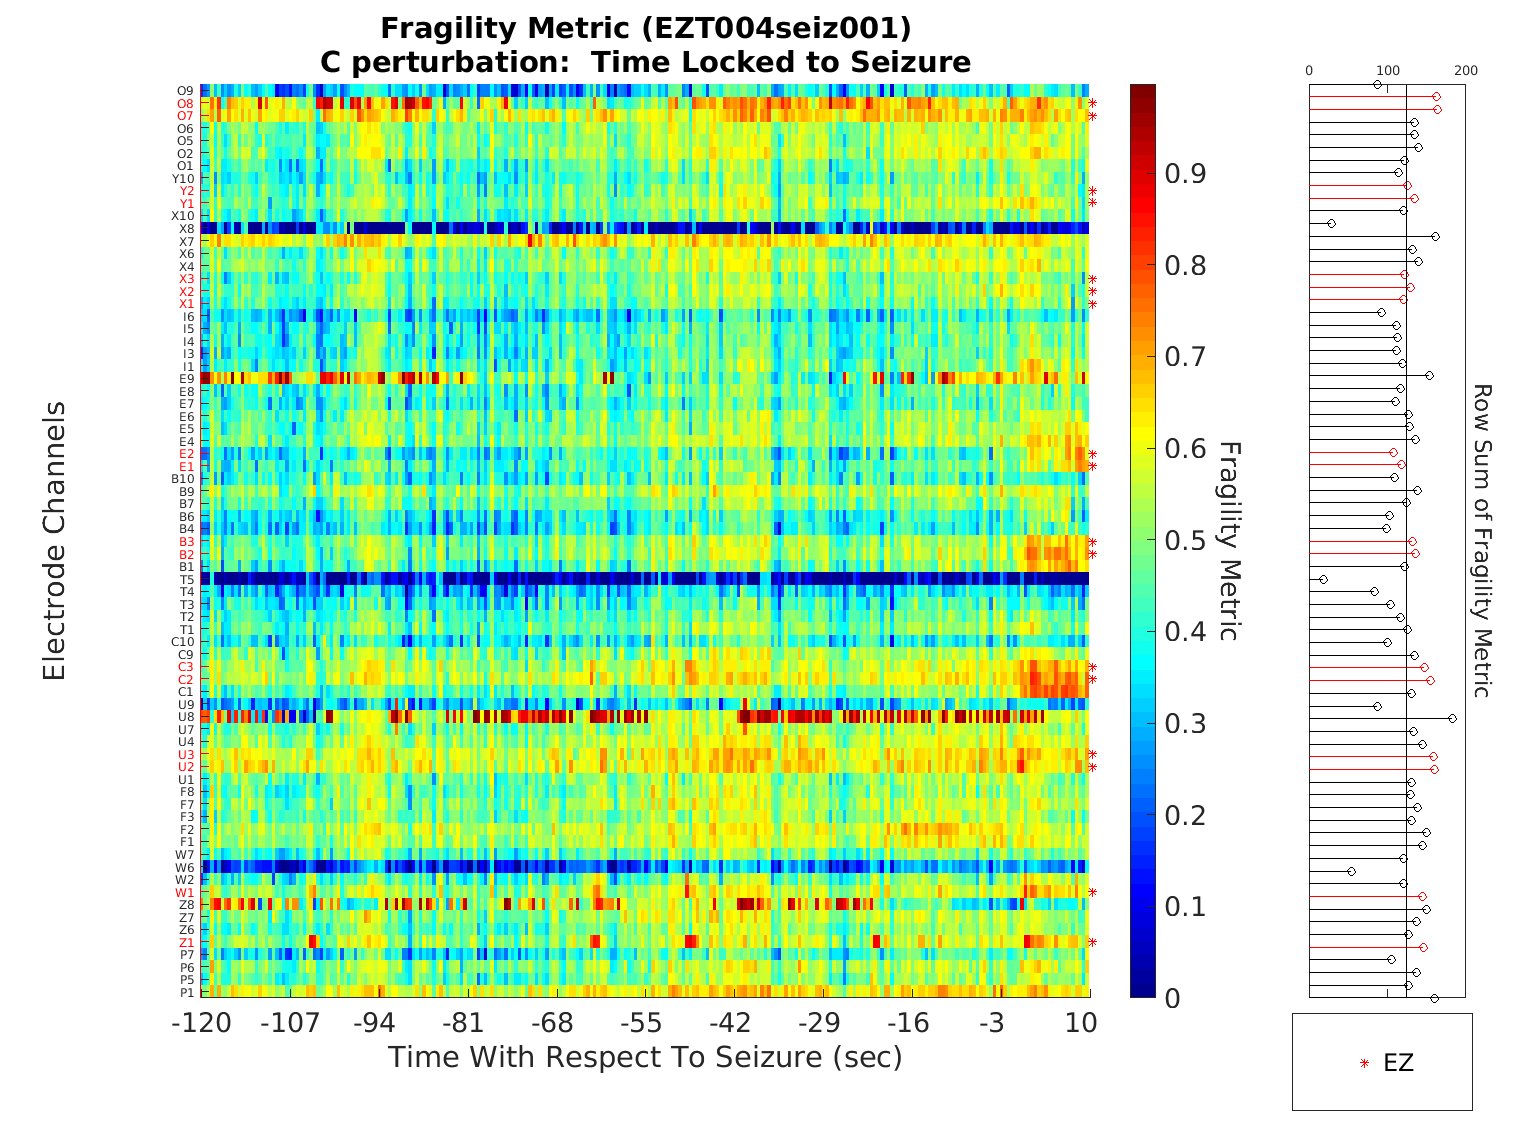 Fragility Metric (EZT004seiz001)
C perturbation: Time Locked to Seizure
0 100 200
O9
O8
O7
O6
O5
O2
O1
Y10
Y2
Y1
X10
X8
X7
X6
X4
X3
X2
X1
I6
I5
I4
I3
I1
E9
E8
E7
E6
E5
E4
E2
E1
B10
B9
B7
B6
B4
B3
B2
B1
T5
T4
T3
T2
T1
C10
C9
C3
C2
C1
U9
U8
U7
U4
U3
U2
U1
F8
F7
F3
F2
F1
W7
W6
W2
W1
Z8
Z7
Z6
Z1
P7
P6
P5
P1
Electrode Channels
-120 -107 -94 -81 -68 -55 -42 -29 -16 -3 10
Time With Respect To Seizure (sec)
0.9
0.8
0.7
0.6
0.5
0.4
0.3
0.2
0.1
0
Fragility Metric
Row Sum of Fragility Metric
EZ